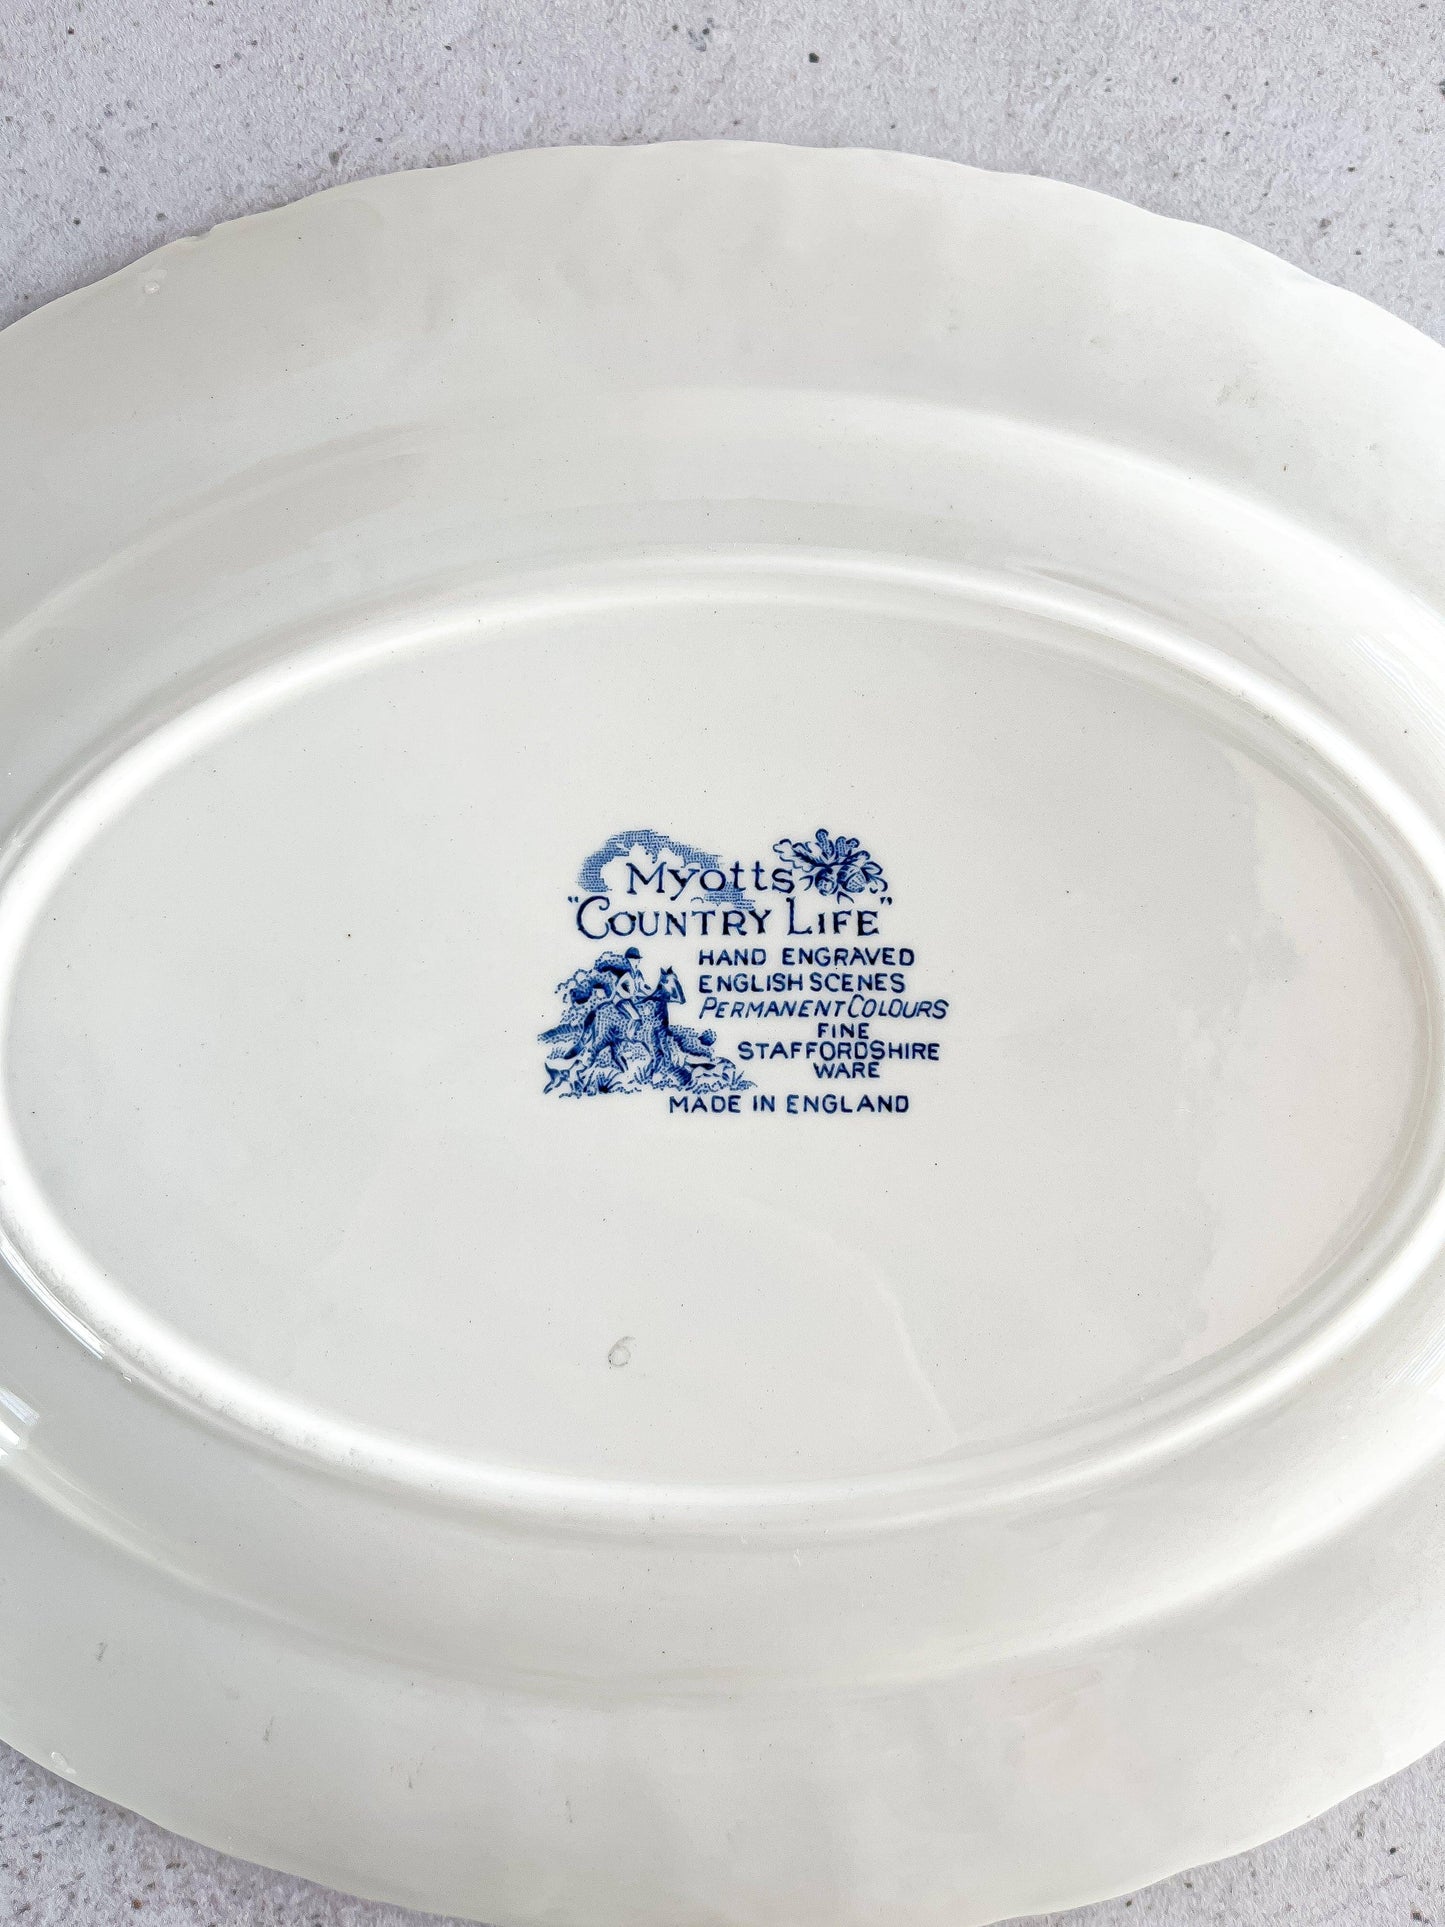 Myotts
"COUNTRY LIFE"
HAND ENGRAVED
ENGLISH SCENES
PERMANENT COLOURS
FINE
STAFFORDSHIRE
WARE
MADE IN ENGLAND
6